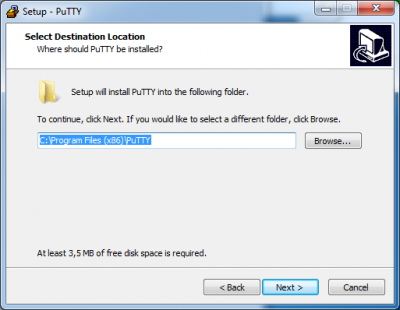 Setup - PuTTY
Select Destination Location
Where should PuTTY be installed?
Setup will install PuTTY into the following folder.
To continue, click Next. If you would like to select a different folder, click Browse.
C:\Program Files (x86)\PuTTY
Browse...
At least 3,5 MB of free disk space is required.
< Back
Next >
Cancel